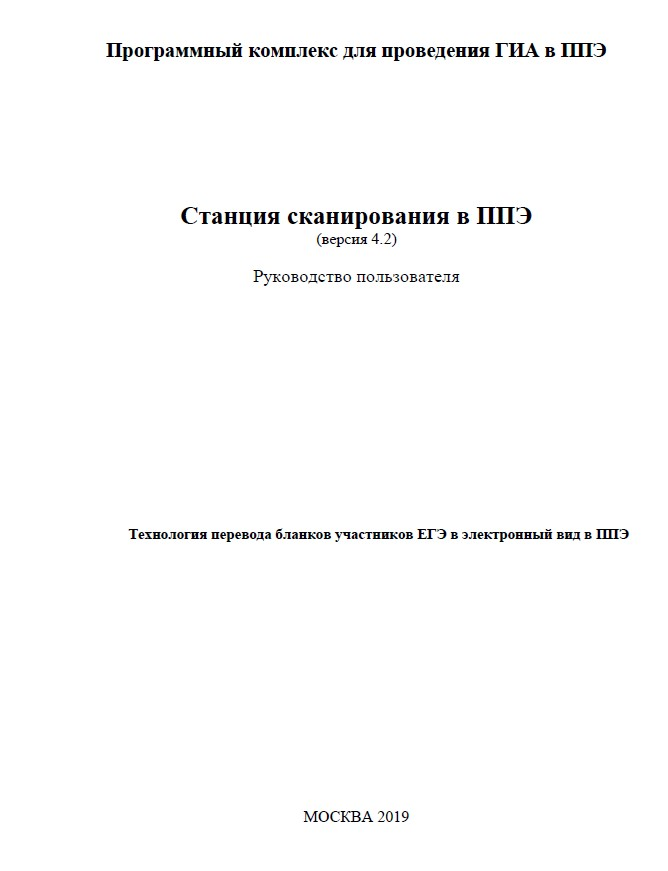 Программный комплекс для проведения ГИА в ППЭ
Станция сканирования в ППЭ
(версия 4.2)
Руководство пользователя
Технология перевода бланков участников ЕГЭ в электронный вид в ППЭ
МОСКВА 2019